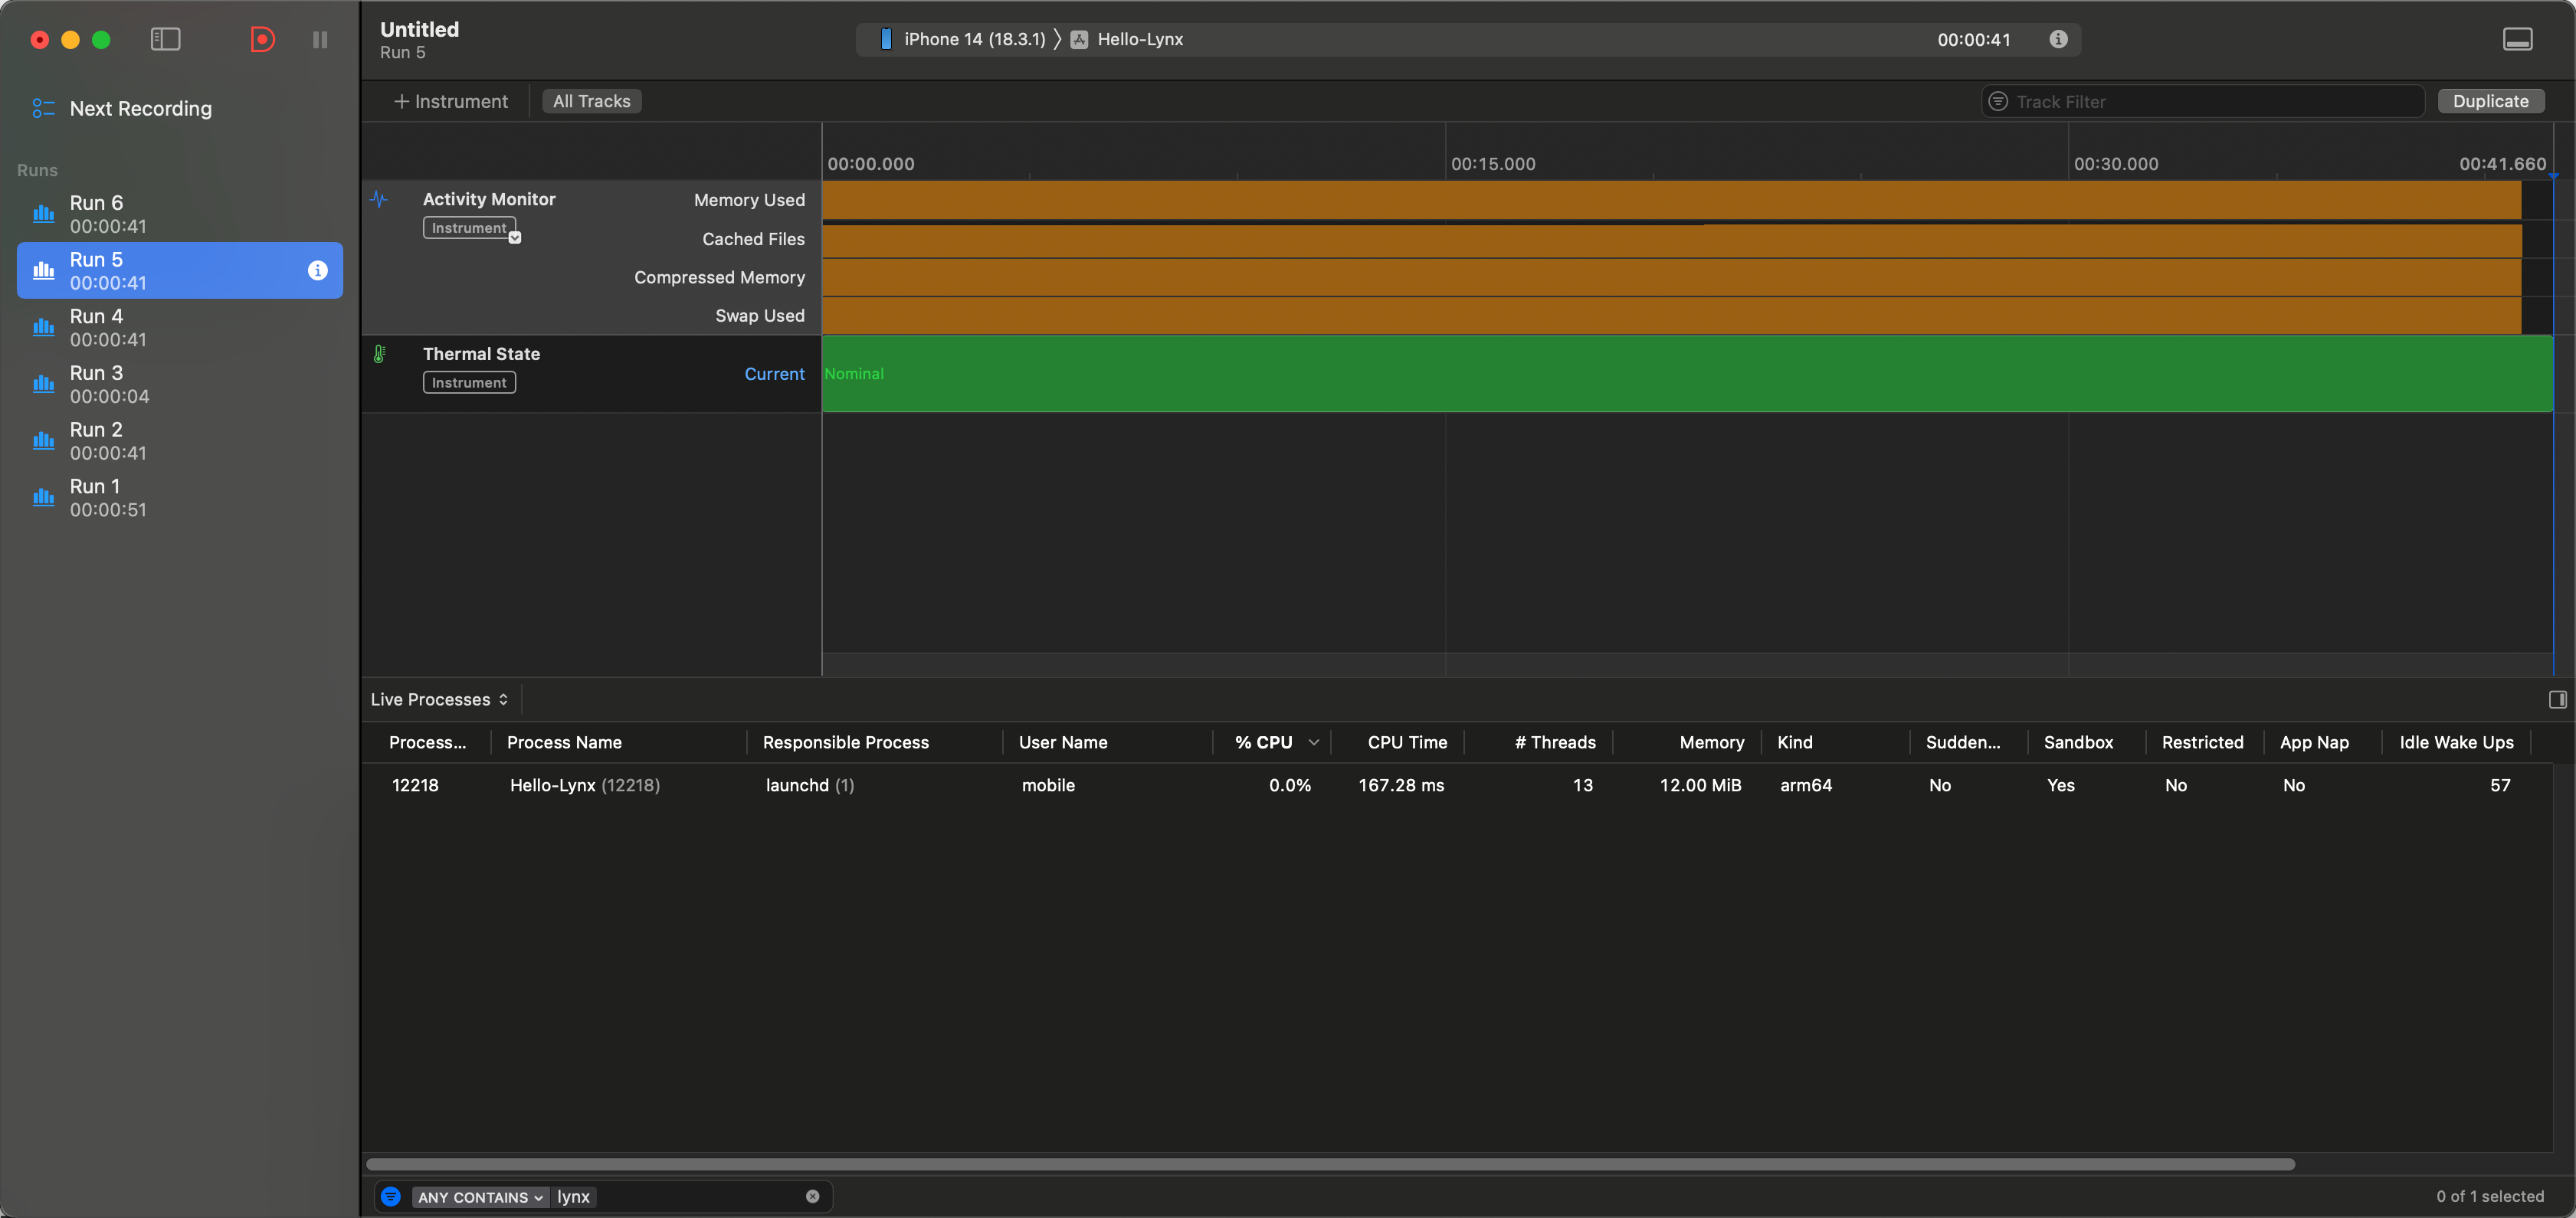 Untitled
Run 5
iPhone 14 (18.3.1) 〉 Hello-Lynx
00:00:41
Next Recording
Runs
Run 6
00:00:41
Run 5
00:00:41
Run 4
00:00:41
Run 3
00:00:04
Run 2
00:00:41
Run 1
00:00:51
+ Instrument
All Tracks
Track Filter
Duplicate
00:00.000
00:15.000
00:30.000
00:41.660
Activity Monitor
Instrument
Memory Used
Cached Files
Compressed Memory
Swap Used
Thermal State
Instrument
Current
Nominal
Live Processes
Process... Process Name Responsible Process User Name % CPU CPU Time # Threads Memory Kind Sudden... Sandbox Restricted App Nap Idle Wake Ups
12218 Hello-Lynx (12218) launchd (1) mobile 0.0% 167.28 ms 13 12.00 MiB arm64 No Yes No No 57
ANY CONTAINS lynx
0 of 1 selected